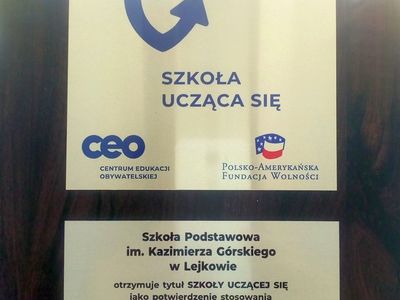 SZKOŁA
UCZĄCA SIĘ
ceo
CENTRUM EDUKACJI
OBYWATELSKIEJ
POLSKO-AMERYKAŃSKA
FUNDACJA WOLNOŚCI
Szkoła Podstawowa
im. Kazimierza Górskiego
w Lejkowie
otrzymuje tytuł SZKOŁY UCZĄCEJ SIĘ
jako potwierdzenie stosowania